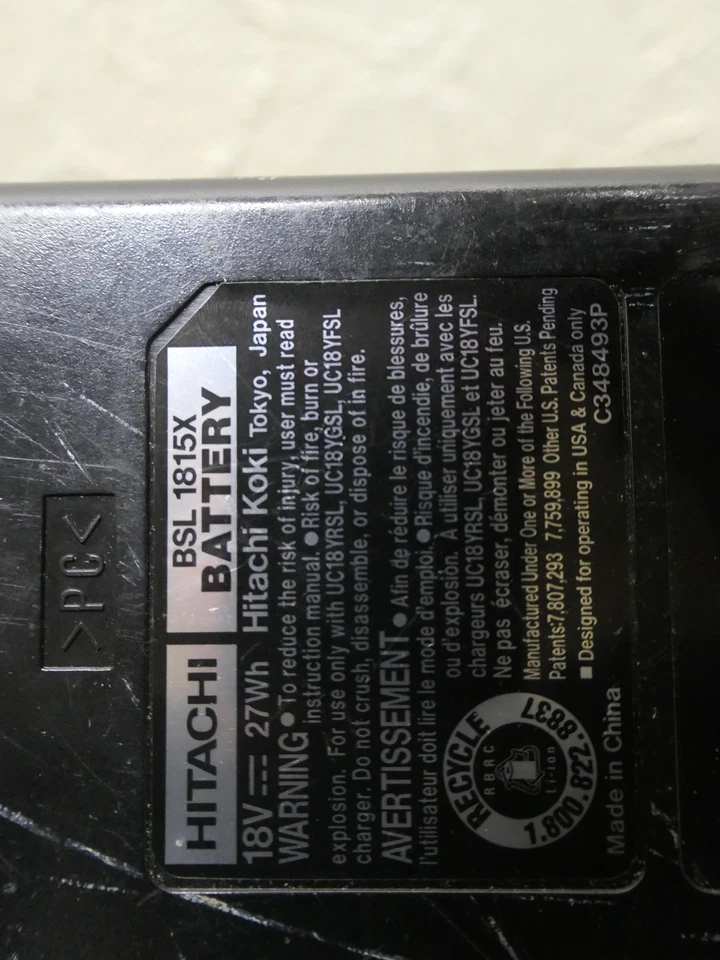 >PC<
HITACHI
BSL 1815X
BATTERY
18V 27Wh Hitachi Koki Tokyo, Japan
WARNING • To reduce the risk of injury, user must read
instruction manual. • Risk of fire, burn or
explosion. For use only with UC18YRSL, UC18YGSL, UC18YFSL
charger. Do not crush, disassemble, or dispose of in fire.
AVERTISSEMENT • Afin de réduire le risque de blessures,
l'utilisateur doit lire le mode d'emploi. • Risque d'incendie, de brûlure
ou d'explosion. A utiliser uniquement avec les
chargeurs UC18YRSL, UC18YGSL et UC18YFSL.
Ne pas écraser, démonter ou jeter au feu.
Manufactured Under One or More of the Following U.S.
Patents:7,807,293 7,759,899 Other U.S. Patents Pending
■ Designed for operating in USA & Canada only
RECYCLE
RBRC
Li-ion
1.800.822.8837
Made in China
C348493P